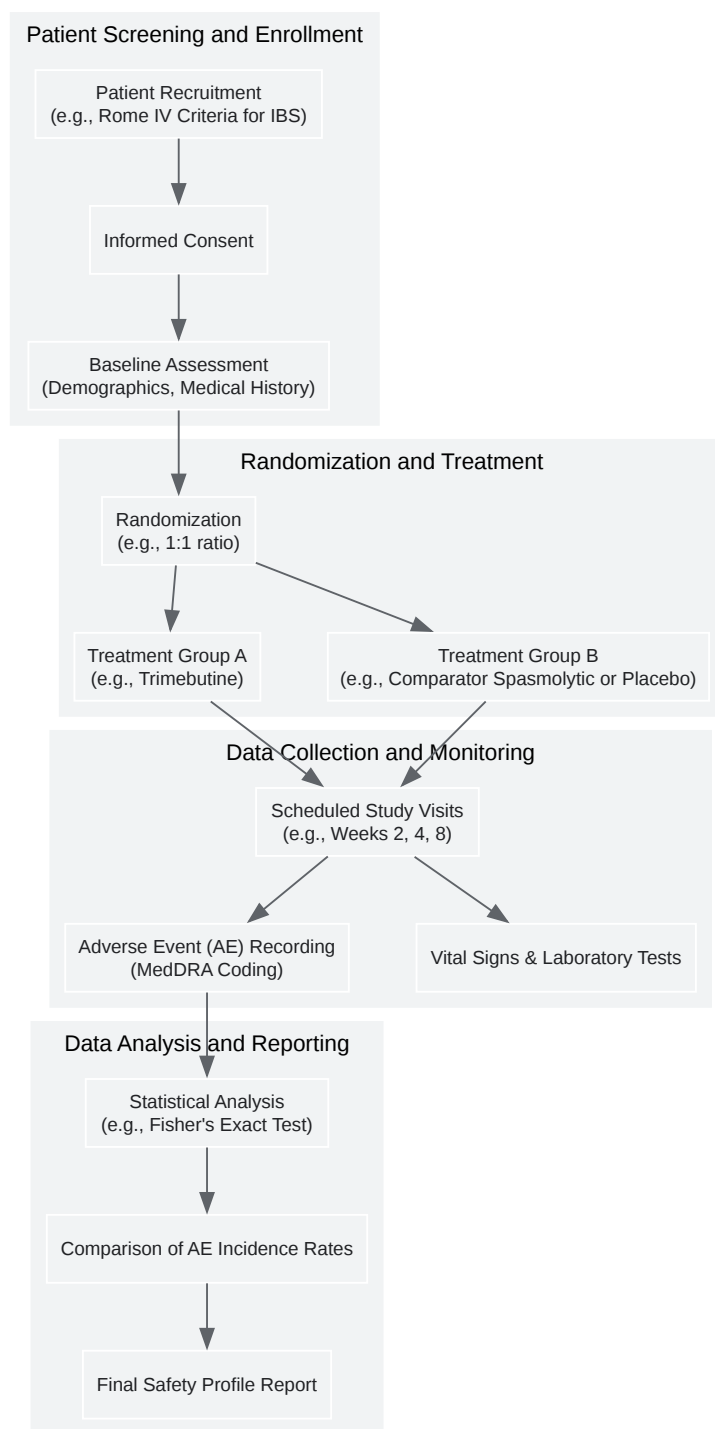 Patient Screening and Enrollment
Patient Recruitment
(e.g., Rome IV Criteria for IBS)
Informed Consent
Baseline Assessment
(Demographics, Medical History)
Randomization and Treatment
Randomization
(e.g., 1:1 ratio)
Treatment Group A
(e.g., Trimebutine)
Treatment Group B
(e.g., Comparator Spasmolytic or Placebo)
Data Collection and Monitoring
Scheduled Study Visits
(e.g., Weeks 2, 4, 8)
Adverse Event (AE) Recording
(MedDRA Coding)
Vital Signs & Laboratory Tests
Data Analysis and Reporting
Statistical Analysis
(e.g., Fisher's Exact Test)
Comparison of AE Incidence Rates
Final Safety Profile Report